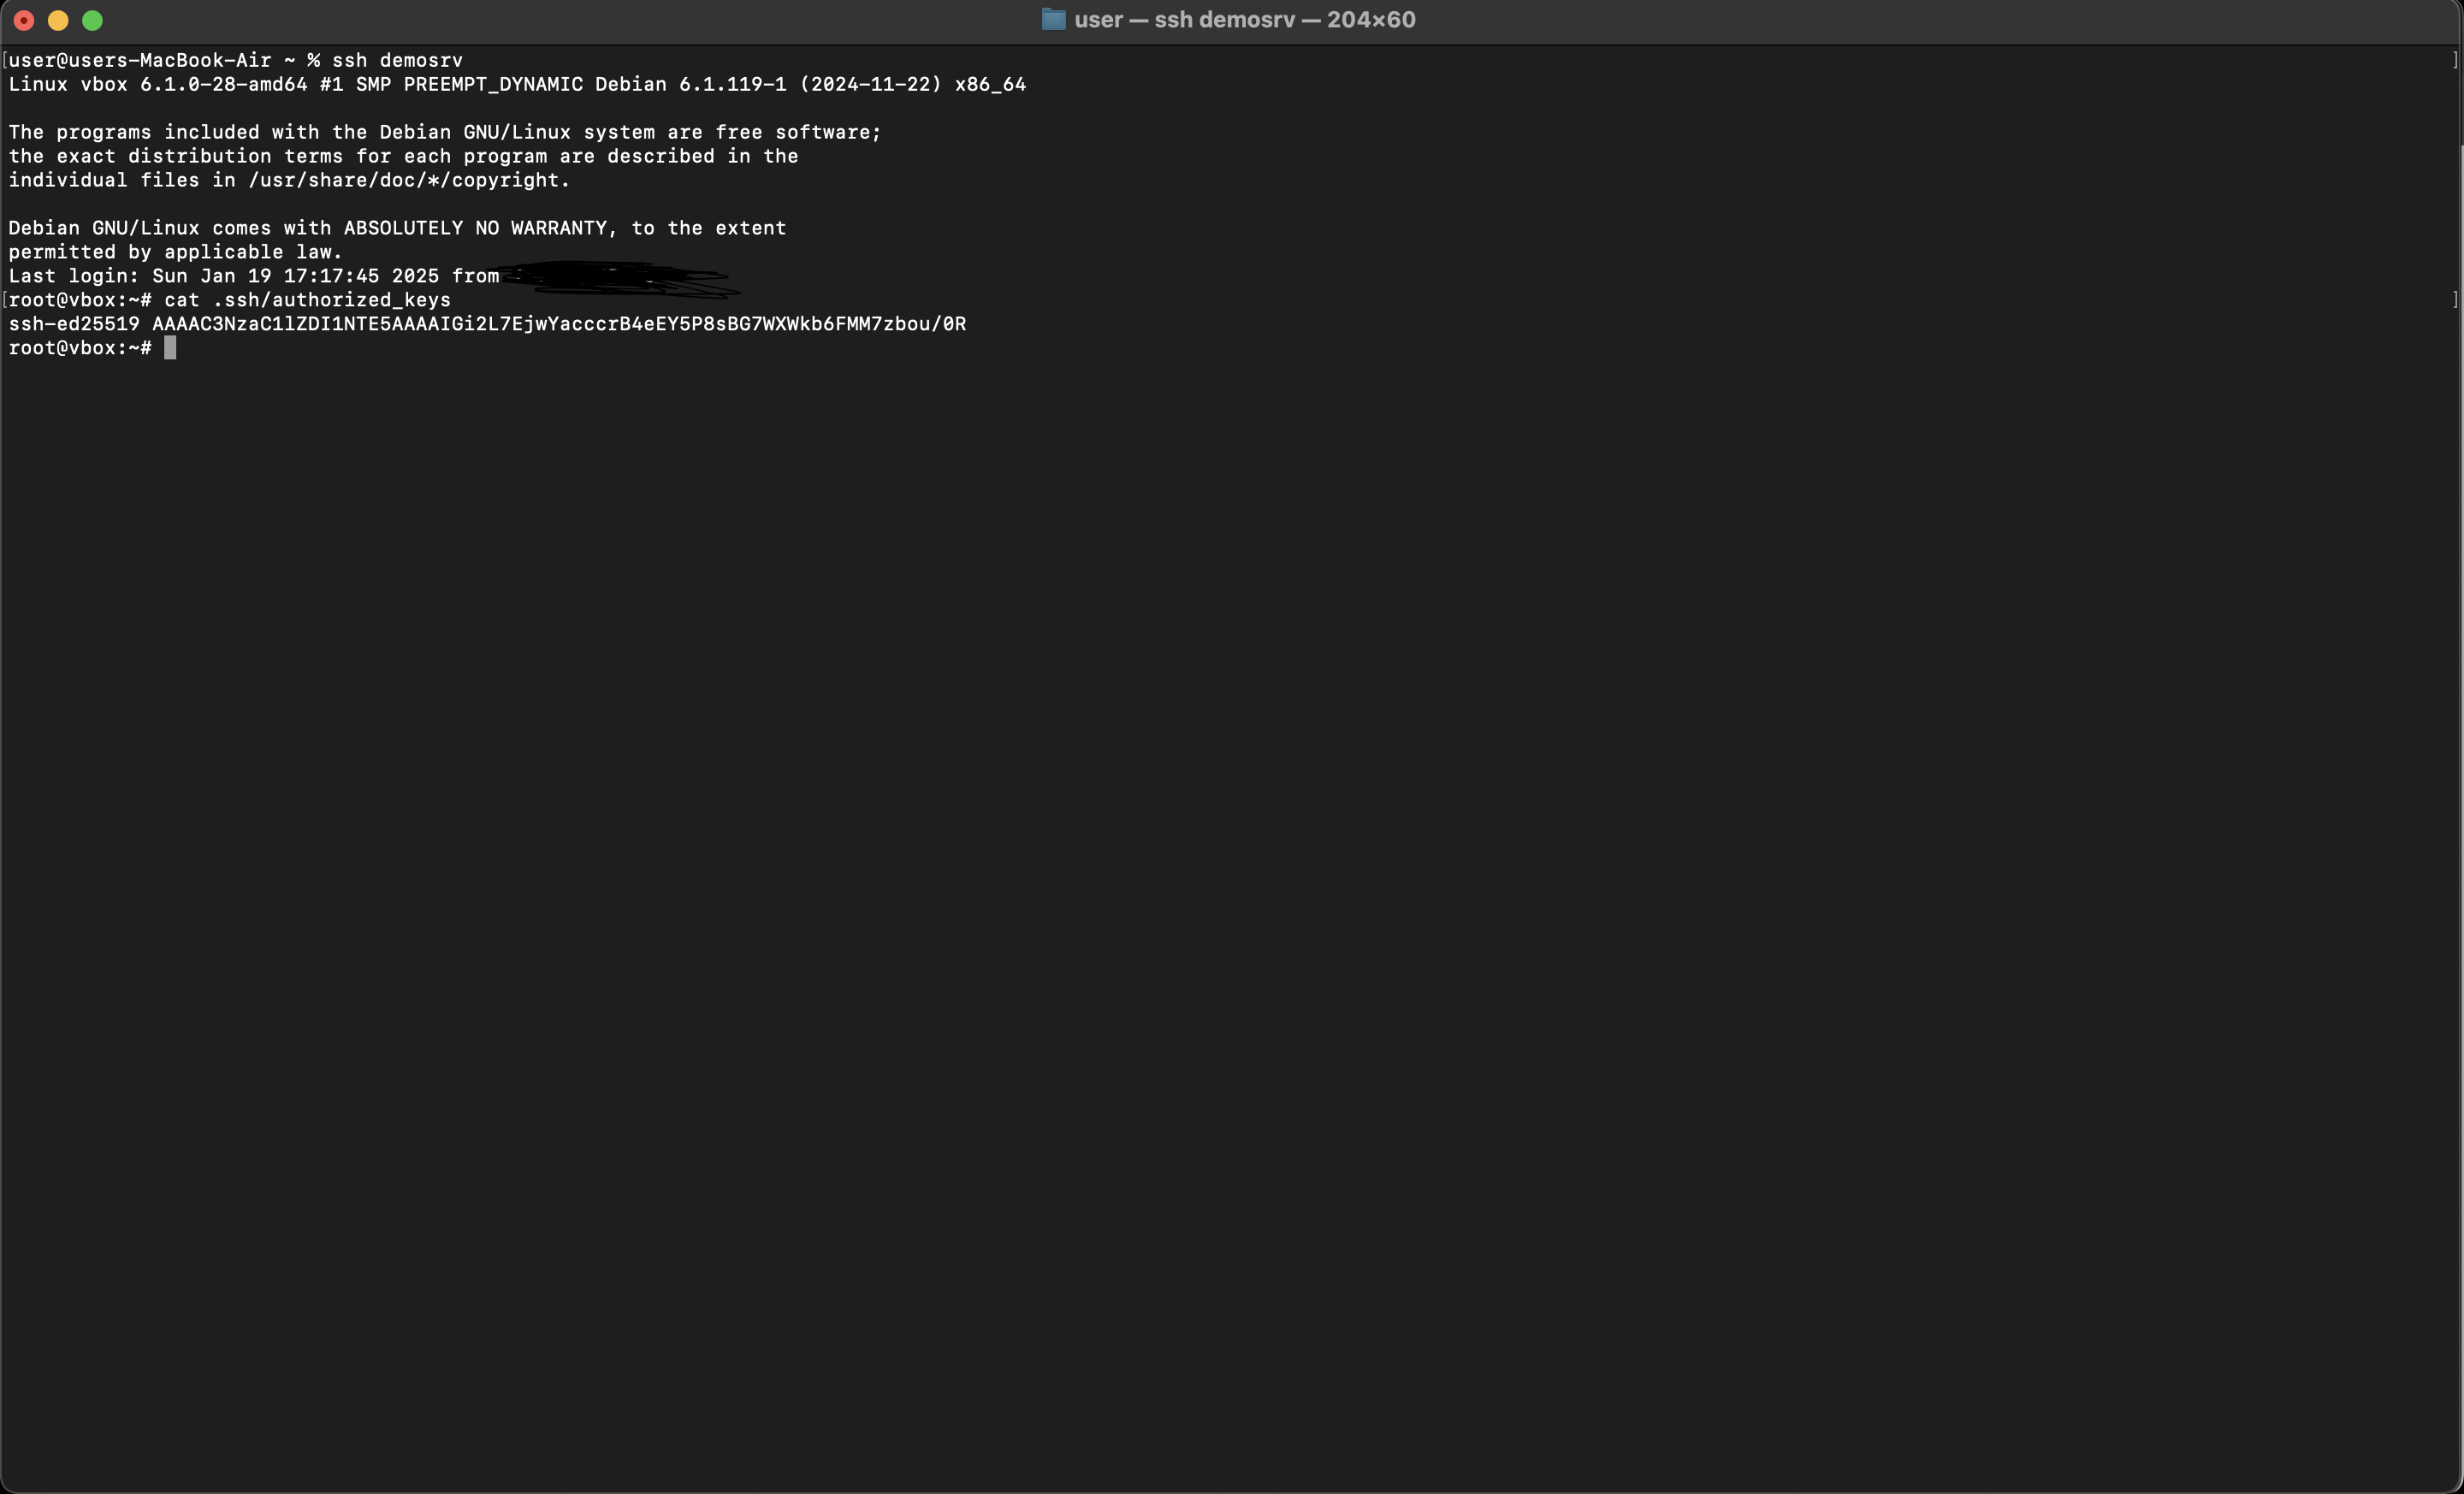 user — ssh demosrv — 204×60
[user@users-MacBook-Air ~ % ssh demosrv ]
Linux vbox 6.1.0-28-amd64 #1 SMP PREEMPT_DYNAMIC Debian 6.1.119-1 (2024-11-22) x86_64
The programs included with the Debian GNU/Linux system are free software;
the exact distribution terms for each program are described in the
individual files in /usr/share/doc/*/copyright.
Debian GNU/Linux comes with ABSOLUTELY NO WARRANTY, to the extent
permitted by applicable law.
Last login: Sun Jan 19 17:17:45 2025 from
[root@vbox:~# cat .ssh/authorized_keys ]
ssh-ed25519 AAAAC3NzaC1lZDI1NTE5AAAAIGi2L7EjwYacccrB4eEY5P8sBG7WXWkb6FMM7zbou/0R
root@vbox:~#